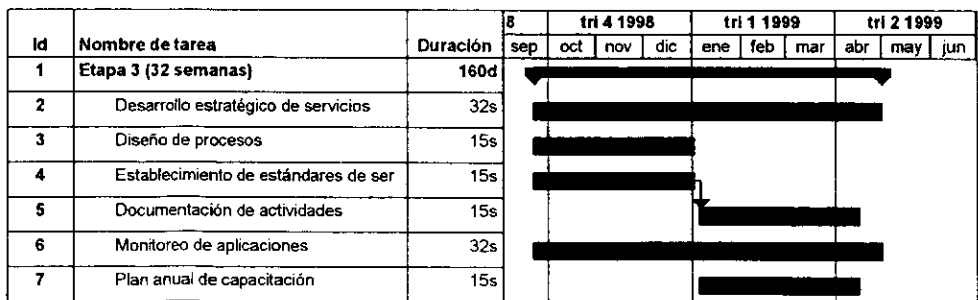 8 tri 4 1998 tri 1 1999 tri 2 1999
Id Nombre de tarea Duración sep oct nov dic ene feb mar abr may jun
1 Etapa 3 (32 semanas) 160d
2 Desarrollo estratégico de servicios 32s
3 Diseño de procesos 15s
4 Establecimiento de estándares de ser 15s
5 Documentación de actividades 15s
6 Monitoreo de aplicaciones 32s
7 Plan anual de capacitación 15s